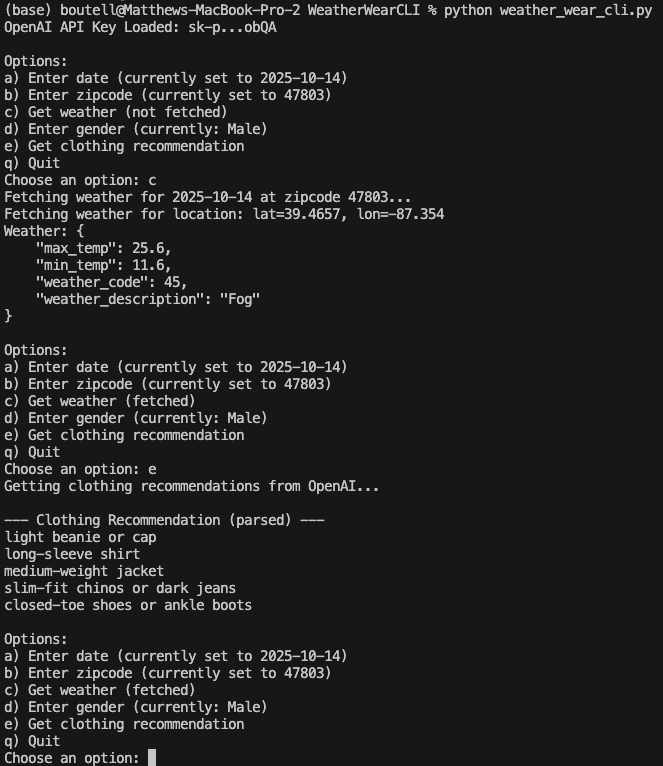 (base) boutell@Matthews-MacBook-Pro-2 WeatherWearCLI % python weather_wear_cli.py
OpenAI API Key Loaded: sk-p...obQA

Options:
a) Enter date (currently set to 2025-10-14)
b) Enter zipcode (currently set to 47803)
c) Get weather (not fetched)
d) Enter gender (currently: Male)
e) Get clothing recommendation
q) Quit
Choose an option: c
Fetching weather for 2025-10-14 at zipcode 47803...
Fetching weather for location: lat=39.4657, lon=-87.354
Weather: {
    "max_temp": 25.6,
    "min_temp": 11.6,
    "weather_code": 45,
    "weather_description": "Fog"
}

Options:
a) Enter date (currently set to 2025-10-14)
b) Enter zipcode (currently set to 47803)
c) Get weather (fetched)
d) Enter gender (currently: Male)
e) Get clothing recommendation
q) Quit
Choose an option: e
Getting clothing recommendations from OpenAI...

--- Clothing Recommendation (parsed) ---
light beanie or cap
long-sleeve shirt
medium-weight jacket
slim-fit chinos or dark jeans
closed-toe shoes or ankle boots

Options:
a) Enter date (currently set to 2025-10-14)
b) Enter zipcode (currently set to 47803)
c) Get weather (fetched)
d) Enter gender (currently: Male)
e) Get clothing recommendation
q) Quit
Choose an option: